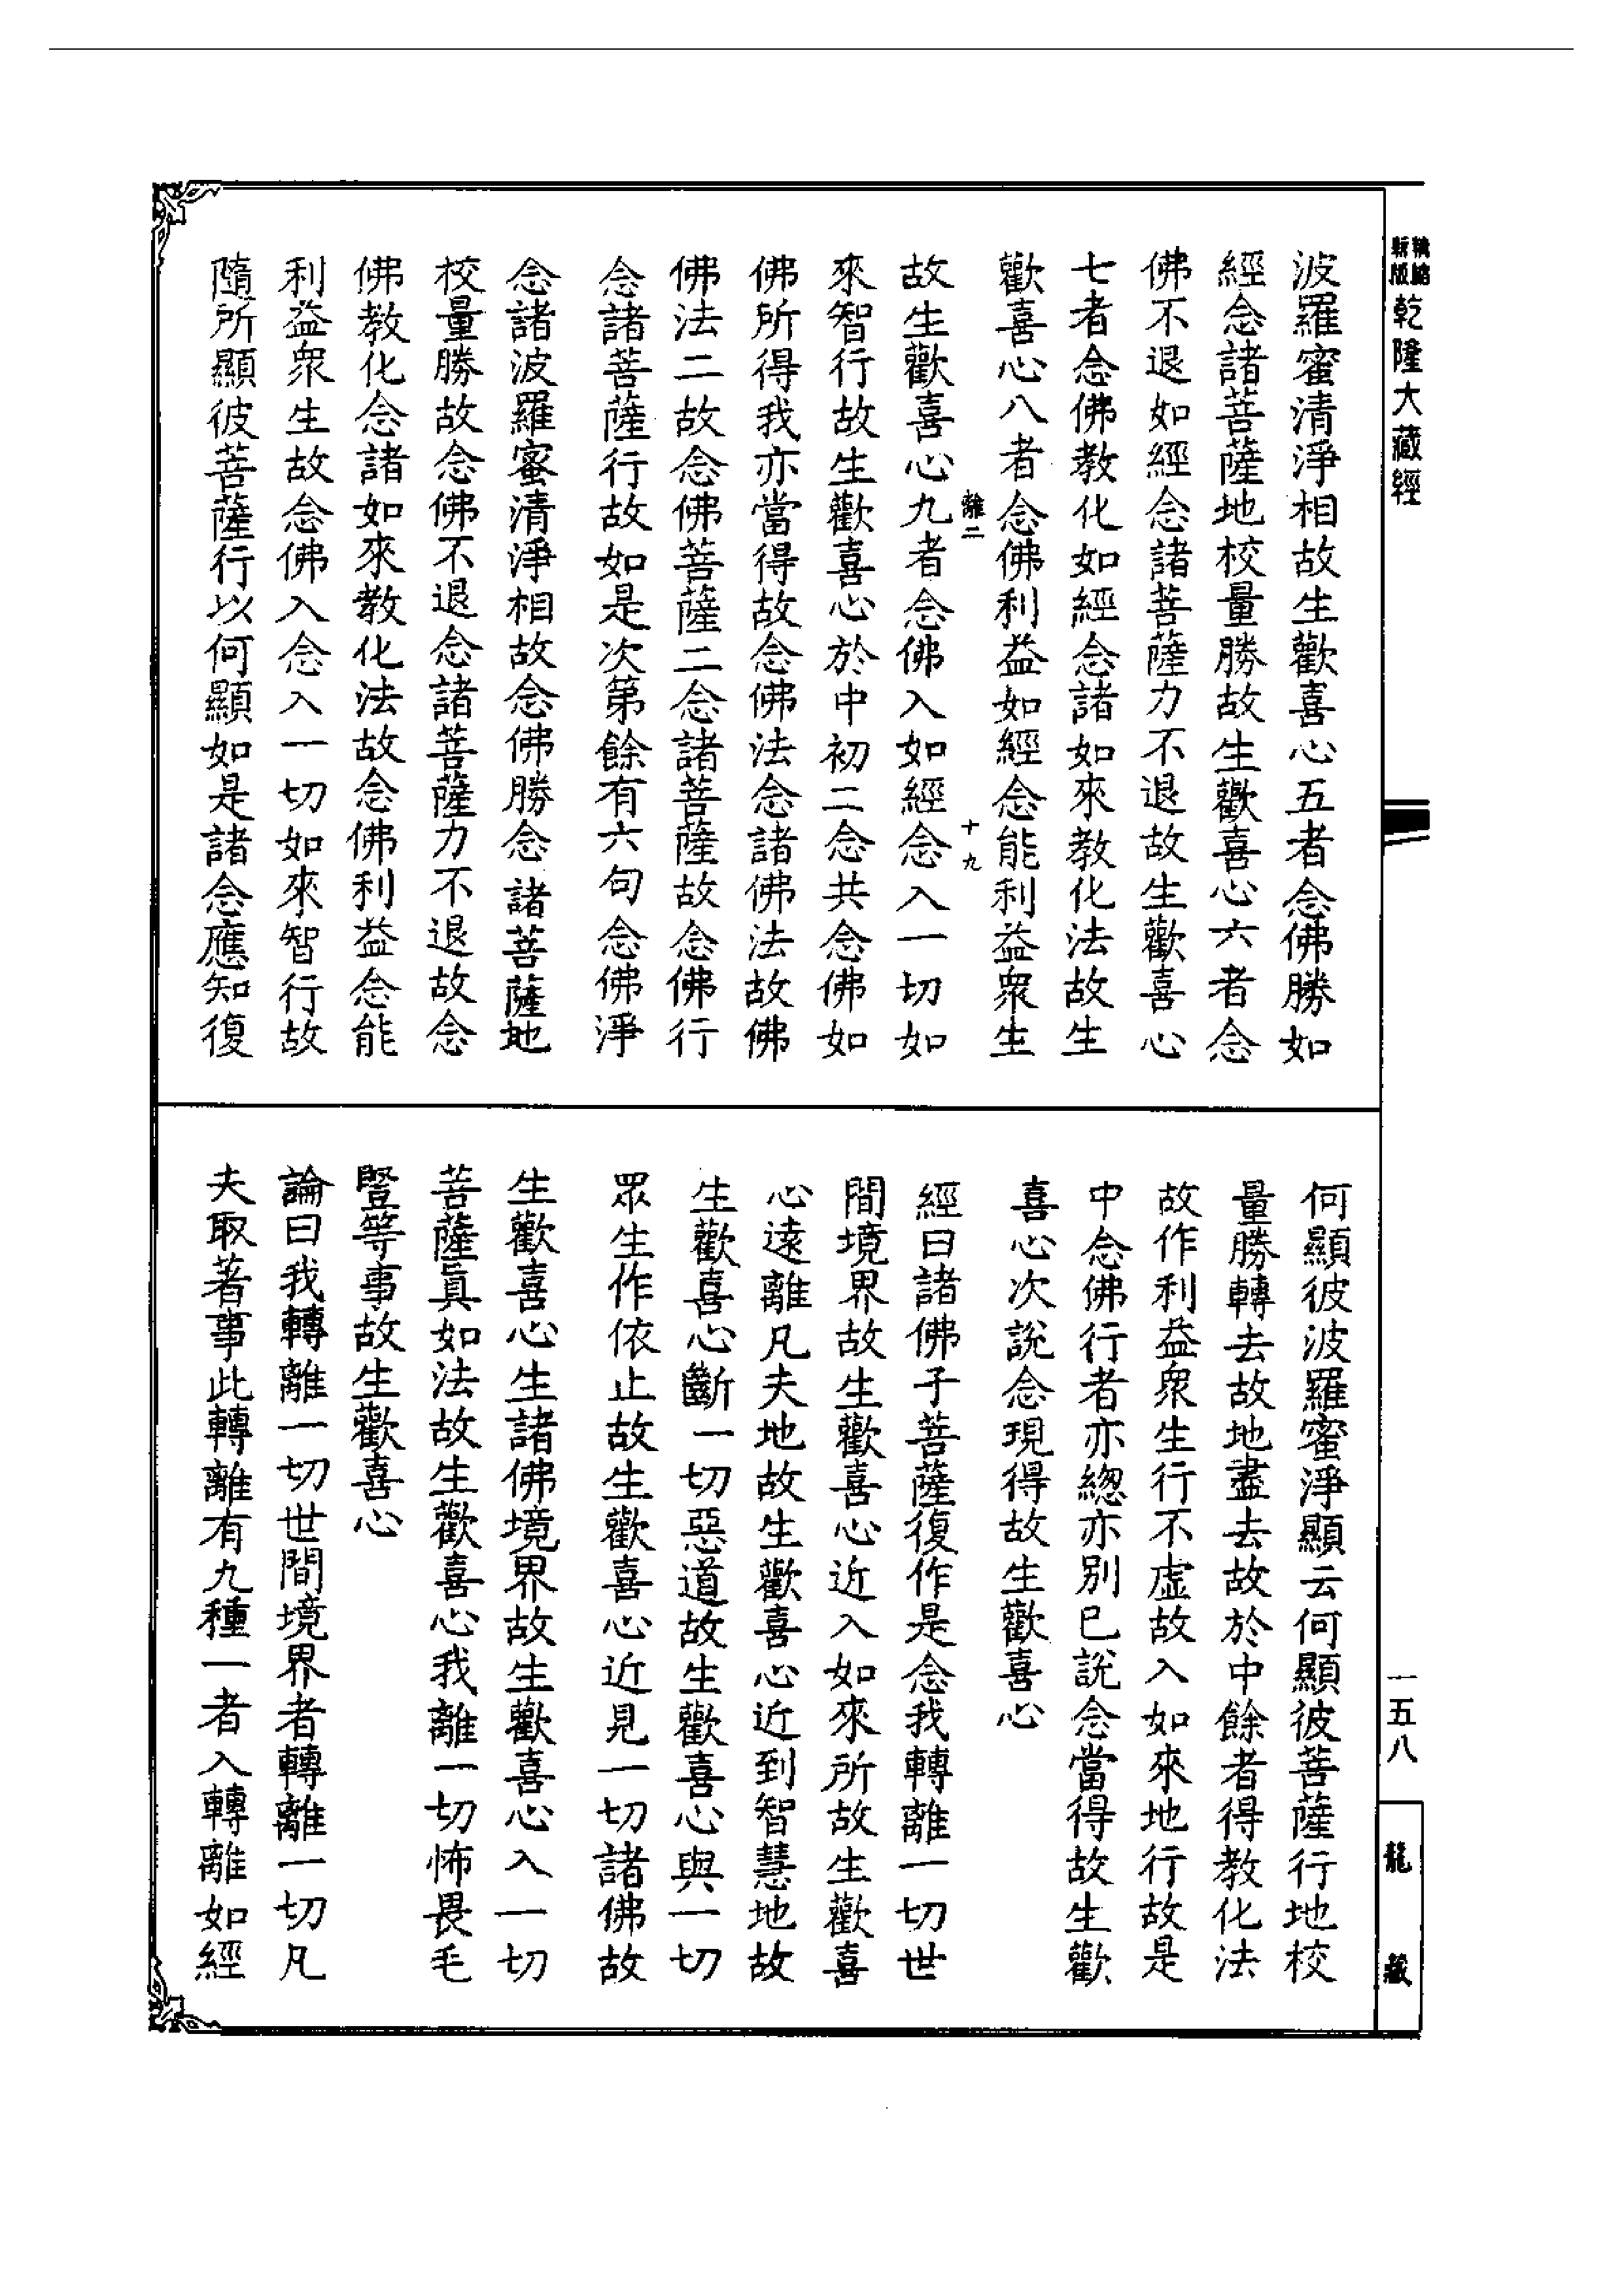 乾隆大藏經
波羅蜜清淨相故生歡喜心五者念佛勝如
經念諸菩薩地校量勝故生歡喜心六者念
佛不退如經念諸菩薩力不退故生歡喜心
七者念佛教化如經念諸如來教化法故生
歡喜心八者念佛利益如經念能利益眾生
離二
十九
故生歡喜心九者念佛入如經念入一切如
來智行故生歡喜心於中初二念共念佛如
佛所得我亦當得故念佛法念諸佛法故佛
佛法二故念佛菩薩二念諸菩薩故念佛行
念諸菩薩行故如是次第餘有六句念佛淨
念諸波羅蜜清淨相故念佛勝念諸菩薩地
校量勝故念佛不退念諸菩薩力不退故念
佛教化念諸如來教化法故念佛利益念能
利益眾生故念佛入念入一切如來智行故
隨所顯彼菩薩行以何顯如是諸念應知復
何顯彼波羅蜜淨顯云何顯彼菩薩行地校
量勝轉去故地盡去故於中餘者得教化法
故作利益眾生行不虛故入如來地行故是
中念佛行者亦總亦別已說念當得故生歡
喜心次說念現得故生歡喜心
經曰諸佛子菩薩復作是念我轉離一切世
間境界故生歡喜心近入如來所故生歡喜
心遠離凡夫地故生歡喜心近到智慧地故
生歡喜心斷一切惡道故生歡喜心與一切
眾生作依止故生歡喜心近見一切諸佛故
生歡喜心生諸佛境界故生歡喜心入一切
菩薩真如法故生歡喜心我離一切怖畏毛
豎等事故生歡喜心
論曰我轉離一切世間境界者轉離一切凡
夫取著事此轉離有九種一者入轉離如經
一五八
龍藏